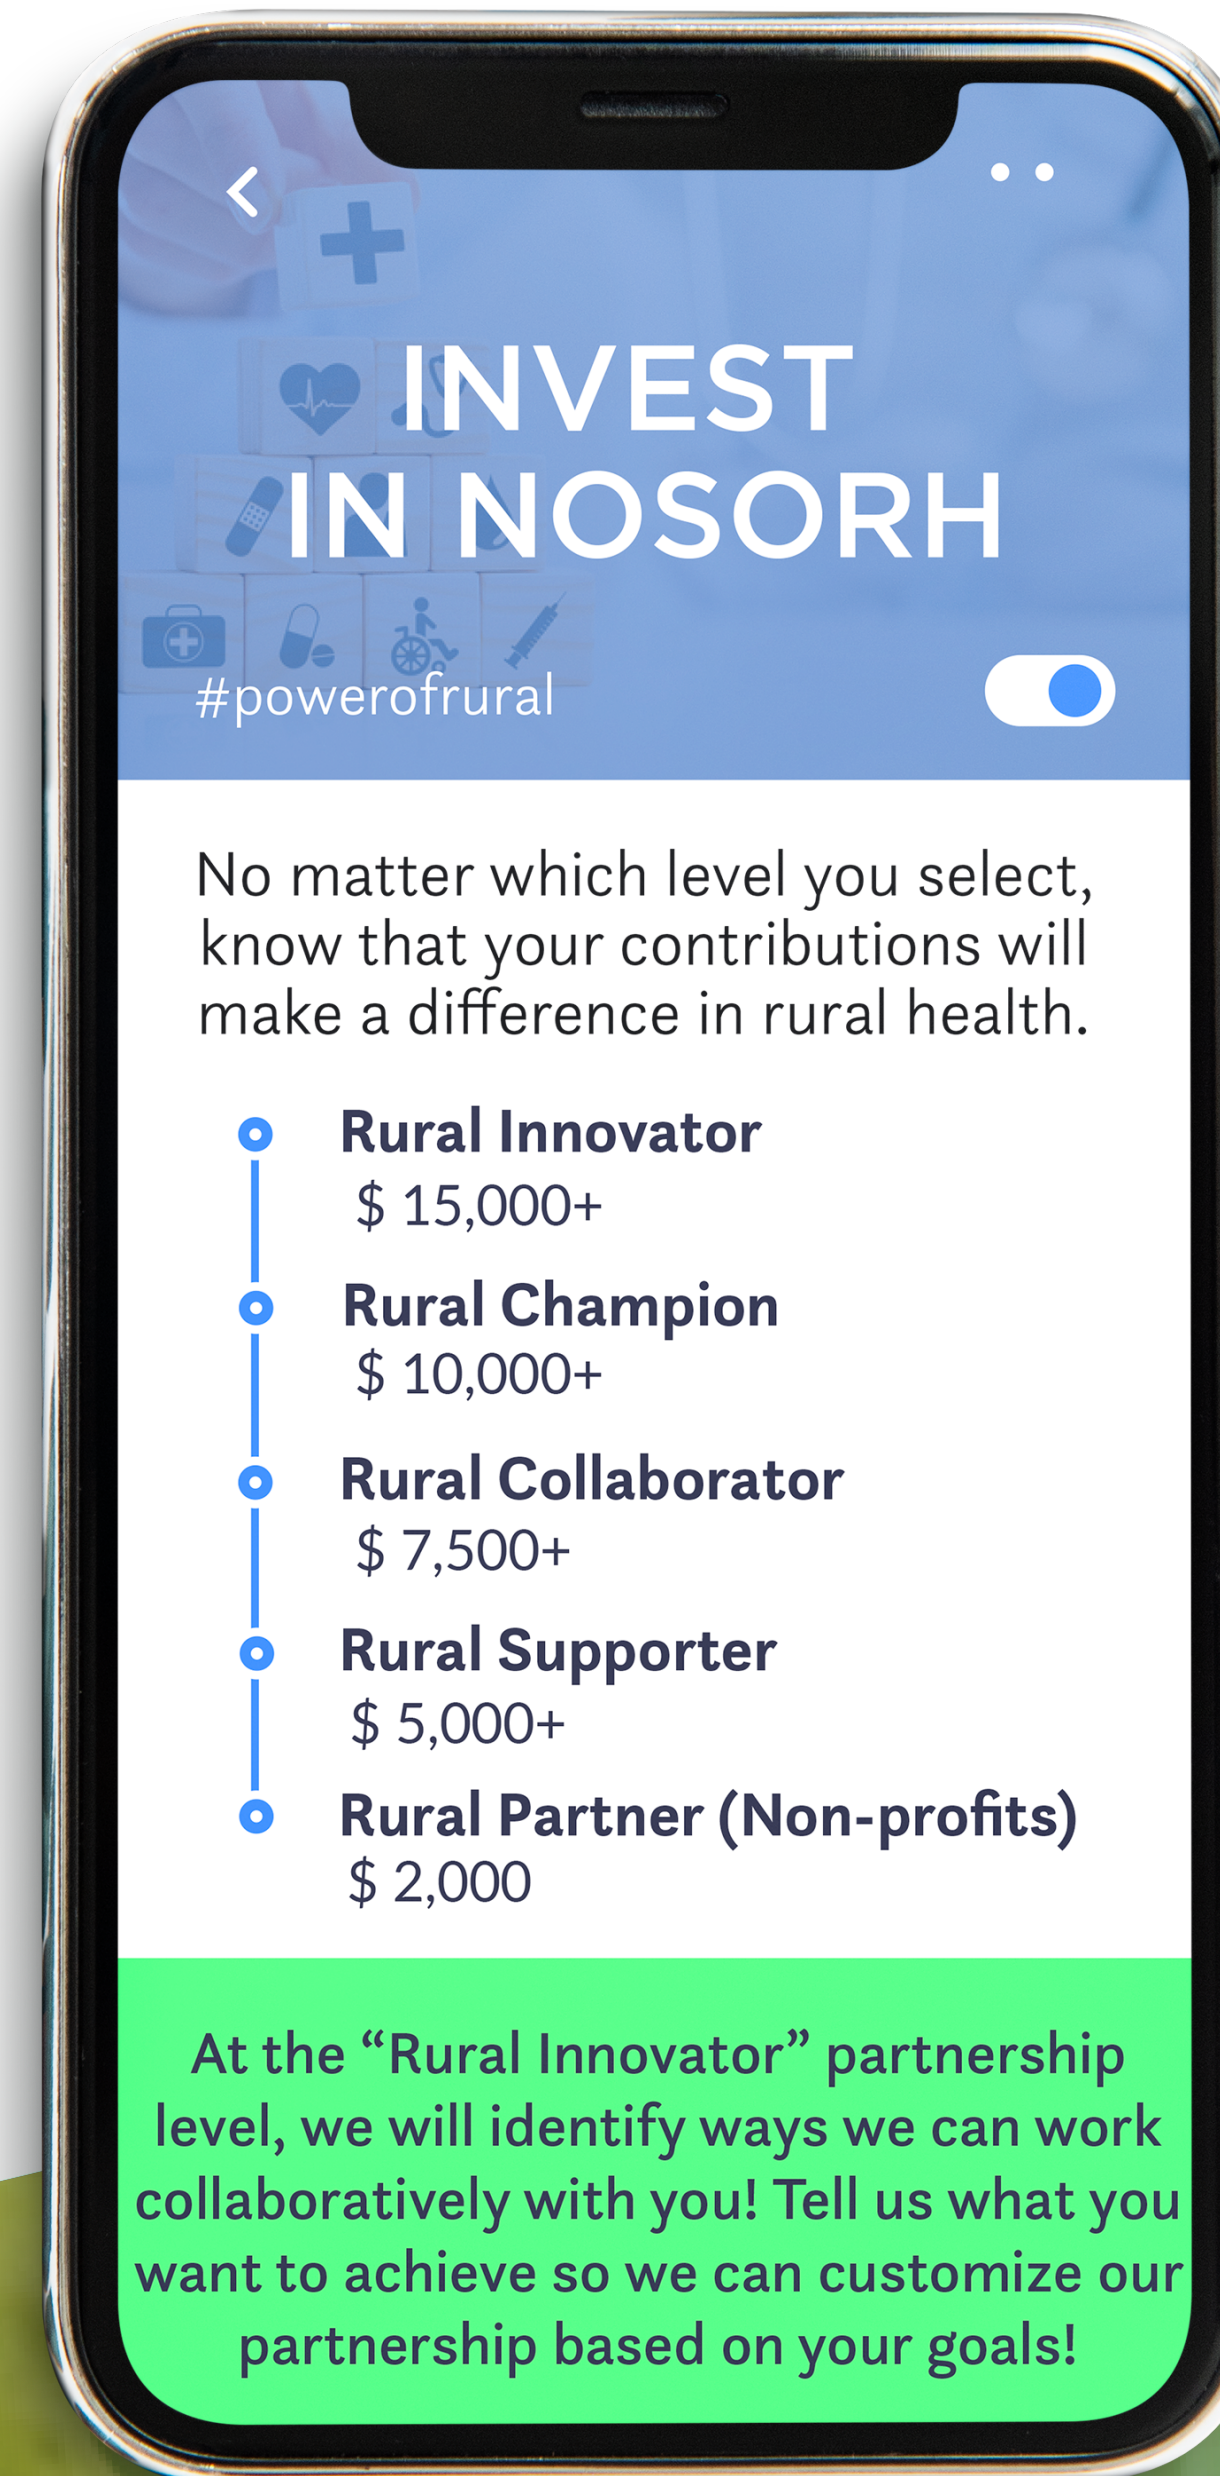 INVEST
IN NOSORH
#powerofrural
No matter which level you select,
know that your contributions will
make a difference in rural health.
Rural Innovator
$ 15,000+
Rural Champion
$ 10,000+
Rural Collaborator
$ 7,500+
Rural Supporter
$ 5,000+
Rural Partner (Non-profits)
$ 2,000
At the “Rural Innovator” partnership
level, we will identify ways we can work
collaboratively with you! Tell us what you
want to achieve so we can customize our
partnership based on your goals!